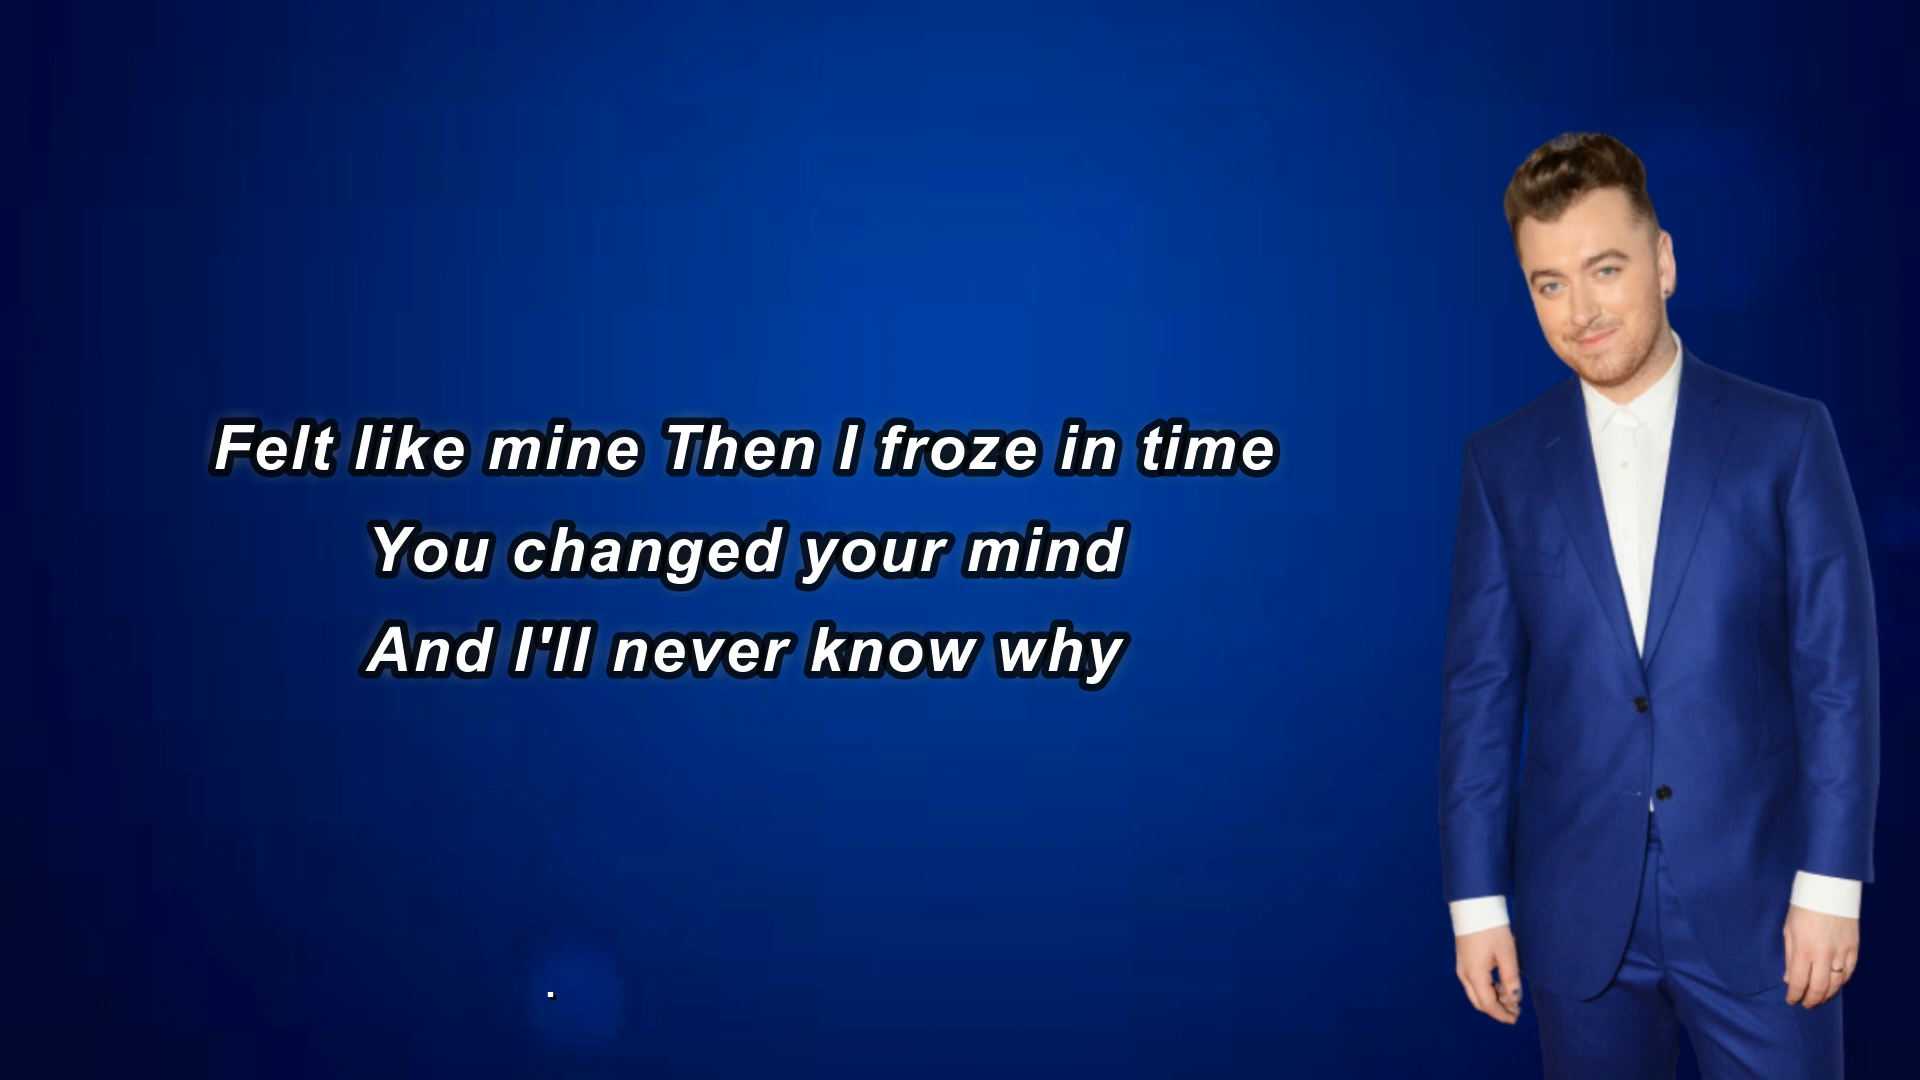 Felt like mine Then I froze in time
You changed your mind
And I'll never know why
.